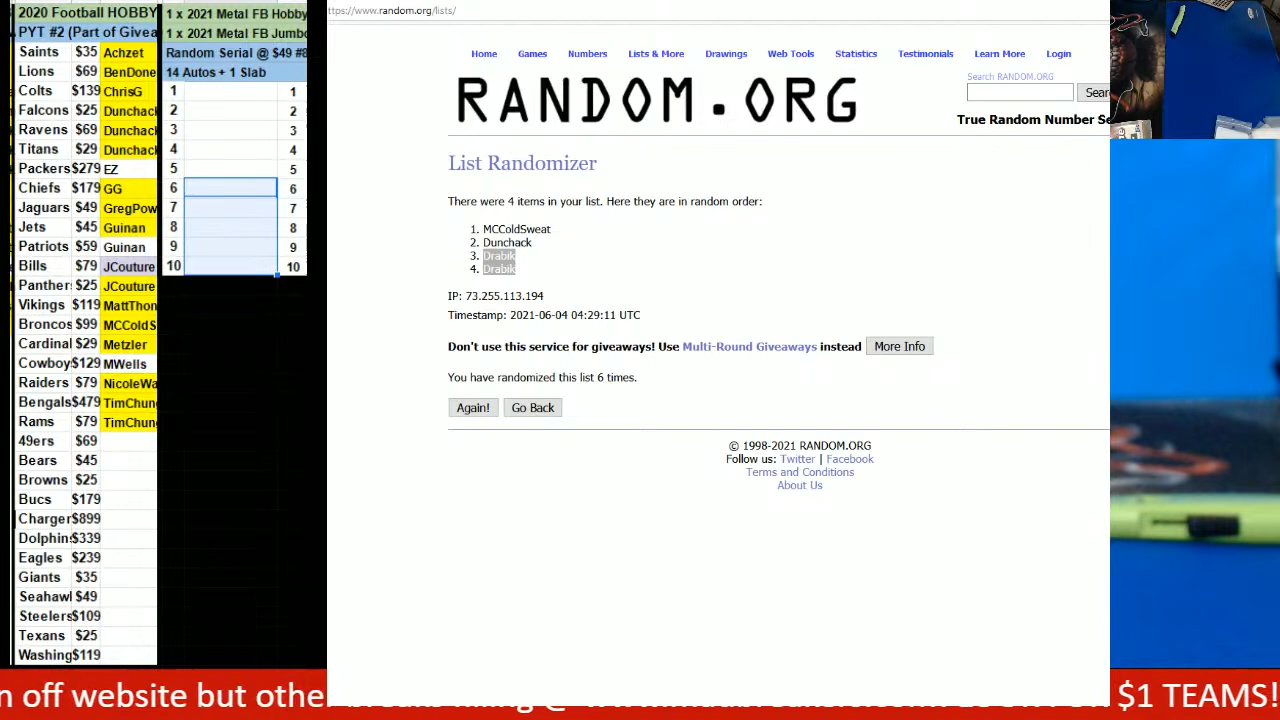 2020 Football HOBBY
PYT #2 (Part of Givea
Saints $35 Achzet
Lions $69 BenDone
Colts $139 ChrisG
Falcons $25 Dunchack
Ravens $69 Dunchack
Titans $29 Dunchack
Packers $279 EZ
Chiefs $179 GG
Jaguars $49 GregPow
Jets $45 Guinan
Patriots $59 Guinan
Bills $79 JCouture
Panthers $25 JCouture
Vikings $119 MattThon
Broncos $99 MCColdS
Cardinal $29 Metzler
Cowboy $129 MWells
Raiders $79 NicoleWa
Bengals $479 TimChung
Rams $79 TimChung
49ers $69
Bears $45
Browns $25
Bucs $179
Charger $899
Dolphins $339
Eagles $239
Giants $35
Seahawl $49
Steelers $109
Texans $25
Washing $119
1 x 2021 Metal FB Hobby
1 x 2021 Metal FB Jumbo
Random Serial @ $49 #8
14 Autos + 1 Slab
1 1
2 2
3 3
4 4
5 5
6 6
7 7
8 8
9 9
10 10
ttps://www.random.org/lists/
Home Games Numbers Lists & More Drawings Web Tools Statistics Testimonials Learn More Login
RANDOM.ORG
Search RANDOM.ORG
Sear
True Random Number Se
List Randomizer
There were 4 items in your list. Here they are in random order:
1. MCColdSweat
2. Dunchack
3. Drabik
4. Drabik
IP: 73.255.113.194
Timestamp: 2021-06-04 04:29:11 UTC
Don't use this service for giveaways! Use Multi-Round Giveaways instead More Info
You have randomized this list 6 times.
Again! Go Back
© 1998-2021 RANDOM.ORG
Follow us: Twitter | Facebook
Terms and Conditions
About Us
n off website but othe
$1 TEAMS!